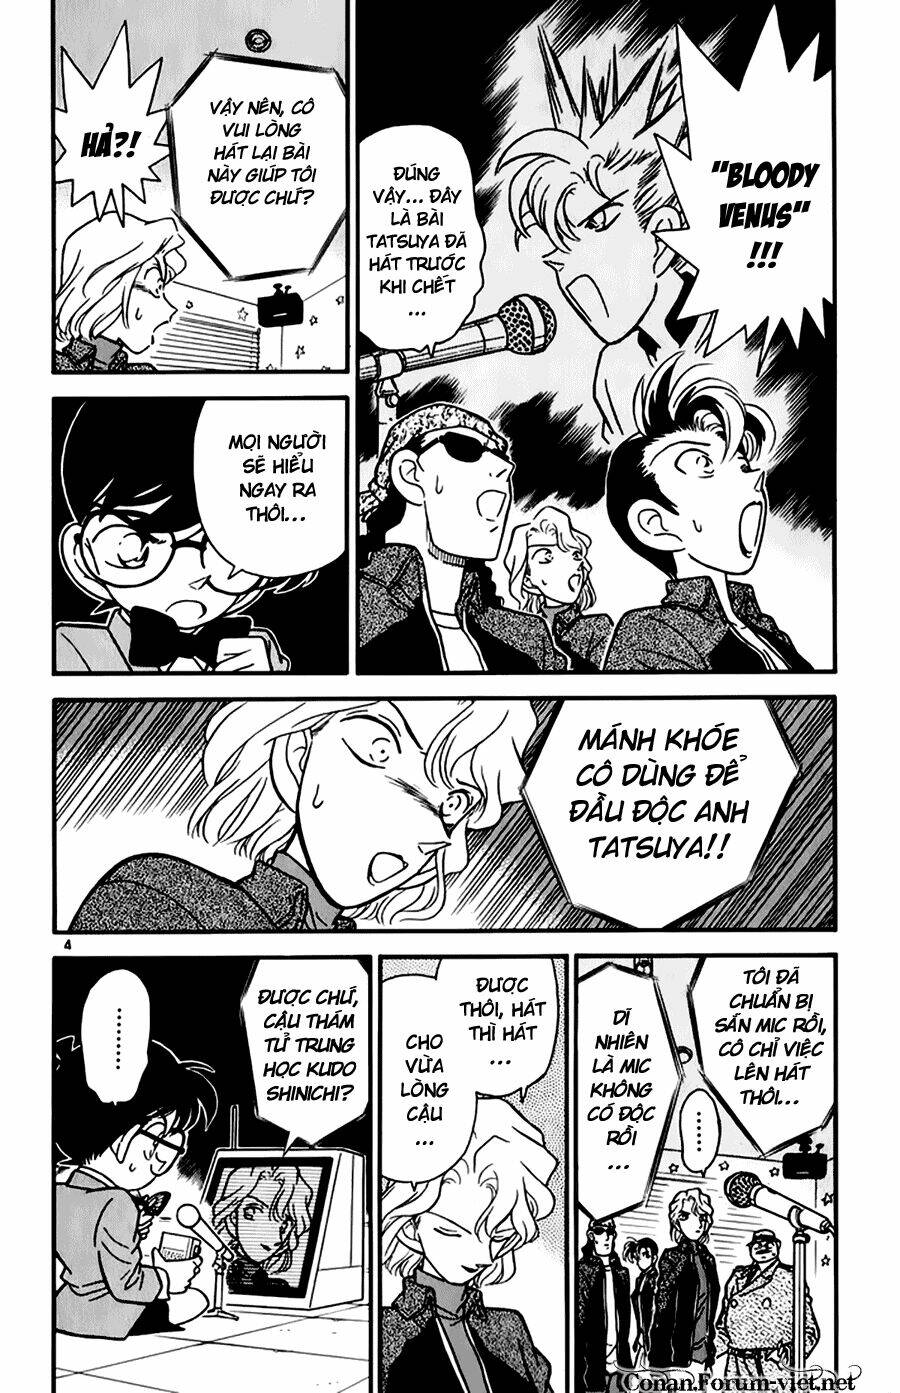 "BLOODY
VENUS"
!!!
ĐÚNG
VẬY... ĐÂY
LÀ BÀI
TATSUYA ĐÃ
HÁT TRƯỚC
KHI CHẾT
...
VẬY NÊN, CÔ
VUI LÒNG
HÁT LẠI BÀI
NÀY GIÚP TÔI
ĐƯỢC CHỨ?
HẢ?!
MỌI NGƯỜI
SẼ HIỂU
NGAY RA
THÔI...
MÁNH KHÓE
CÔ DÙNG ĐỂ
ĐẦU ĐỘC ANH
TATSUYA!!
4
TÔI ĐÃ
CHUẨN BỊ
SẴN MIC RỒI,
CÔ CHỈ VIỆC
LÊN HÁT
THÔI...
.......
DĨ
NHIÊN
LÀ MIC
KHÔNG
CÓ ĐỘC
RỒI
...
ĐƯỢC
THÔI, HÁT
THÌ HÁT
...
CHO
VỪA
LÒNG
CẬU
...
ĐƯỢC CHỨ,
CẬU THÁM
TỬ TRUNG
HỌC KUDO
SHINICHI?
........
Conan.Forum-viet.net